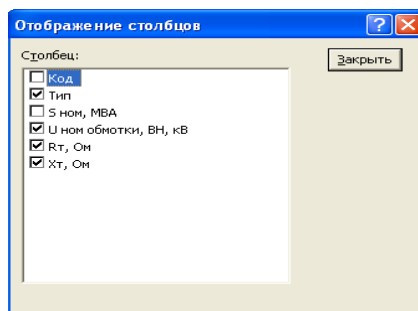 Отображение столбцов
Столбец:
Закрыть
Код
Тип
S ном, МВА
U ном обмотки, ВН, кВ
Rт, Ом
Xт, Ом